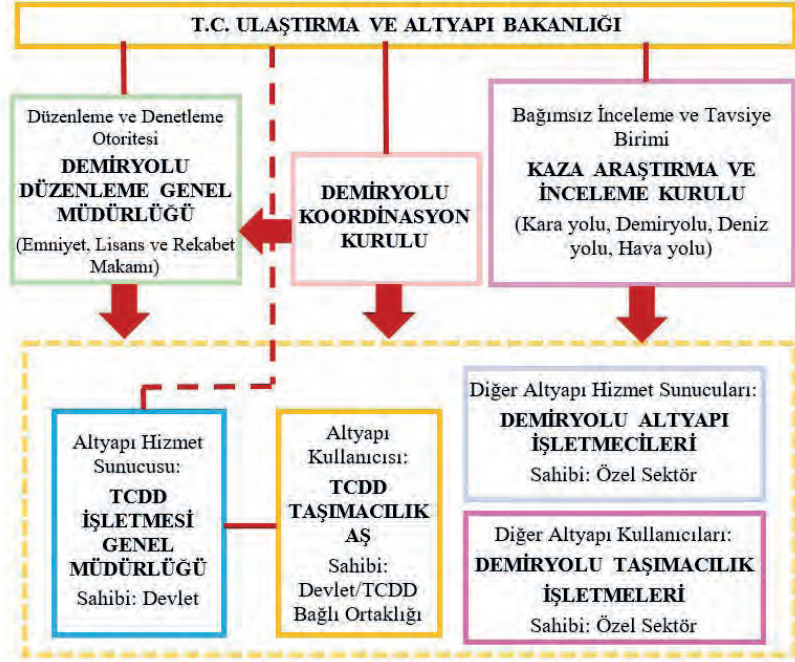 T.C. ULAŞTIRMA VE ALTYAPI BAKANLIĞI
Düzenleme ve Denetleme
Otoritesi
DEMİRYOLU
DÜZENLEME GENEL
MÜDÜRLÜĞÜ
(Emniyet, Lisans ve Rekabet
Makamı)
DEMİRYOLU
KOORDİNASYON
KURULU
Bağımsız İnceleme ve Tavsiye
Birimi
KAZA ARAŞTIRMA VE
İNCELEME KURULU
(Kara yolu, Demiryolu, Deniz
yolu, Hava yolu)
Altyapı Hizmet
Sunucusu:
TCDD
İŞLETMESİ
GENEL
MÜDÜRLÜĞÜ
Sahibi: Devlet
Altyapı
Kullanıcısı:
TCDD
TAŞIMACILIK
AŞ
Sahibi:
Devlet/TCDD
Bağlı Ortaklığı
Diğer Altyapı Hizmet Sunucuları:
DEMİRYOLU ALTYAPI
İŞLETMECİLERİ
Sahibi: Özel Sektör
Diğer Altyapı Kullanıcıları:
DEMİRYOLU TAŞIMACILIK
İŞLETMELERİ
Sahibi: Özel Sektör